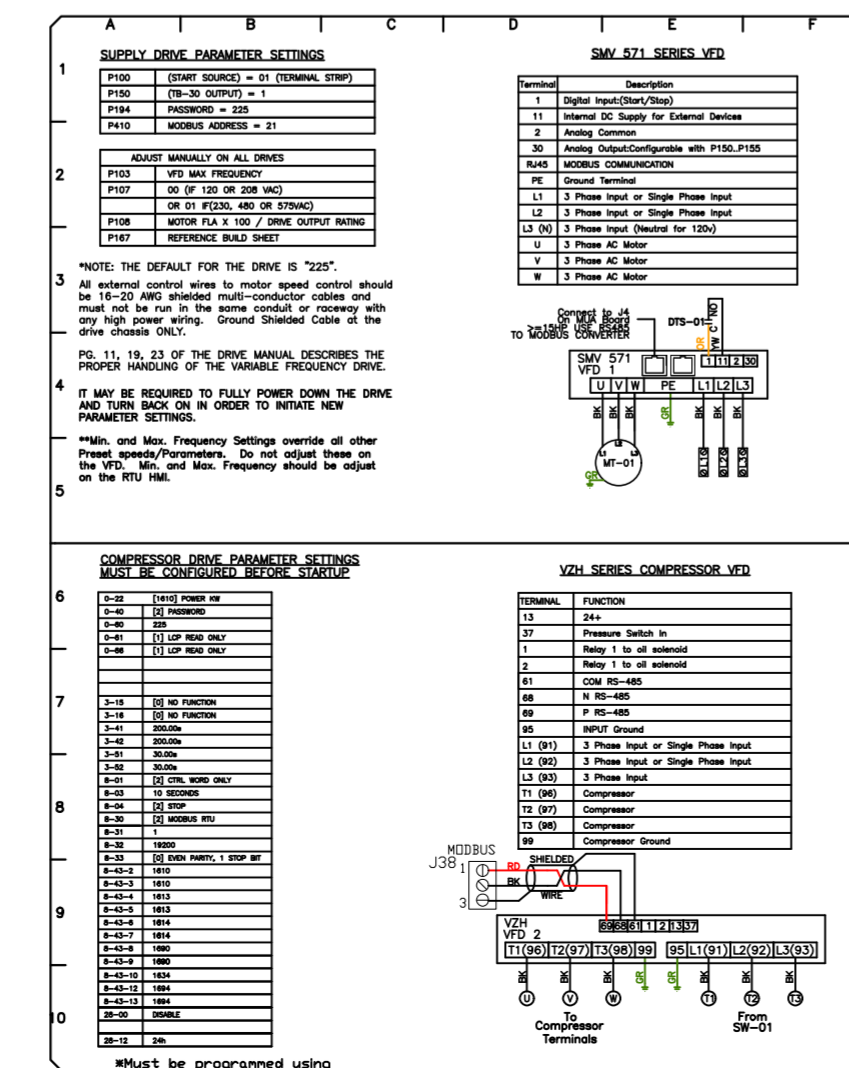 A B C D E F
1
2
3
4
5
6
7
8
9
10
SUPPLY DRIVE PARAMETER SETTINGS
P100 (START SOURCE) = 01 (TERMINAL STRIP)
P150 (TB-30 OUTPUT) = 1
P194 PASSWORD = 225
P410 MODBUS ADDRESS = 21
ADJUST MANUALLY ON ALL DRIVES
P103 VFD MAX FREQUENCY
P107 00 (IF 120 OR 208 VAC)
OR 01 IF(230, 480 OR 575VAC)
P108 MOTOR FLA X 100 / DRIVE OUTPUT RATING
P167 REFERENCE BUILD SHEET
*NOTE: THE DEFAULT FOR THE DRIVE IS "225".
All external control wires to motor speed control should
be 16-20 AWG shielded multi-conductor cables and
must not be run in the same conduit or raceway with
any high power wiring. Ground Shielded Cable at the
drive chassis ONLY.
PG. 11, 19, 23 OF THE DRIVE MANUAL DESCRIBES THE
PROPER HANDLING OF THE VARIABLE FREQUENCY DRIVE.
IT MAY BE REQUIRED TO FULLY POWER DOWN THE DRIVE
AND TURN BACK ON IN ORDER TO INITIATE NEW
PARAMETER SETTINGS.
**Min. and Max. Frequency Settings override all other
Preset speeds/Parameters. Do not adjust these on
the VFD. Min. and Max. Frequency should be adjust
on the RTU HMI.
SMV 571 SERIES VFD
Terminal Description
1 Digital Input:(Start/Stop)
11 Internal DC Supply for External Devices
2 Analog Common
30 Analog Output:Configurable with P150..P155
RJ45 MODBUS COMMUNICATION
PE Ground Terminal
L1 3 Phase Input or Single Phase Input
L2 3 Phase Input or Single Phase Input
L3 (N) 3 Phase Input (Neutral for 120v)
U 3 Phase AC Motor
V 3 Phase AC Motor
W 3 Phase AC Motor
Connect to J4
On MUA Board
>=15HP USE RS485
TO MODBUS CONVERTER
DTS-01
C NO
OR YW
SMV 571
VFD 1
1 11 2 30
U V W PE L1 L2 L3
BK BK BK GR BK BK BK
L1 L2 L3
MT-01
GR
ØL1G ØL2G ØL3G
COMPRESSOR DRIVE PARAMETER SETTINGS
MUST BE CONFIGURED BEFORE STARTUP
0-22 [1610] POWER KW
0-40 [2] PASSWORD
0-60 225
0-61 [1] LCP READ ONLY
0-66 [1] LCP READ ONLY
3-15 [0] NO FUNCTION
3-16 [0] NO FUNCTION
3-41 200.00s
3-42 200.00s
3-51 30.00s
3-52 30.00s
8-01 [2] CTRL WORD ONLY
8-03 10 SECONDS
8-04 [2] STOP
8-30 [2] MODBUS RTU
8-31 1
8-32 19200
8-33 [0] EVEN PARITY, 1 STOP BIT
8-43-2 1610
8-43-3 1610
8-43-4 1613
8-43-5 1613
8-43-6 1614
8-43-7 1614
8-43-8 1690
8-43-9 1690
8-43-10 1634
8-43-12 1694
8-43-13 1694
28-00 DISABLE
28-12 24h
*Must be programmed using
VZH SERIES COMPRESSOR VFD
TERMINAL FUNCTION
13 24+
37 Pressure Switch In
1 Relay 1 to oil solenoid
2 Relay 1 to oil solenoid
61 COM RS-485
68 N RS-485
69 P RS-485
95 INPUT Ground
L1 (91) 3 Phase Input or Single Phase Input
L2 (92) 3 Phase Input or Single Phase Input
L3 (93) 3 Phase Input
T1 (96) Compressor
T2 (97) Compressor
T3 (98) Compressor
99 Compressor Ground
MODBUS
J38
1
3
RD
BK
SHIELDED
WIRE
VZH
VFD 2
69 68 61 1 2 13 37
T1(96) T2(97) T3(98) 99 95 L1(91) L2(92) L3(93)
BK BK BK GR GR BK BK BK
U V W T1 T2 T3
To
Compressor
Terminals
From
SW-01